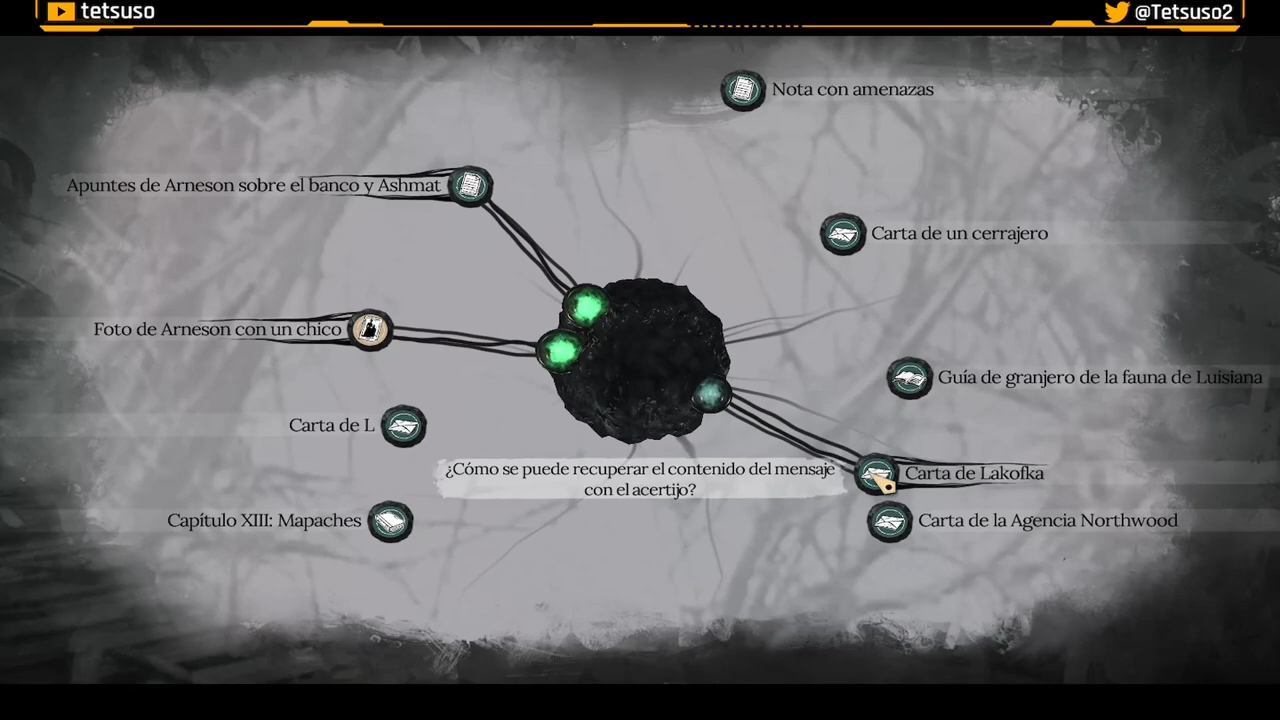 tetsuso
@Tetsuso2
Nota con amenazas
Apuntes de Arneson sobre el banco y Ashmat
Carta de un cerrajero
Foto de Arneson con un chico
Guía de granjero de la fauna de Luisiana
Carta de L
¿Cómo se puede recuperar el contenido del mensaje
con el acertijo?
Carta de Lakofka
Capítulo XIII: Mapaches
Carta de la Agencia Northwood